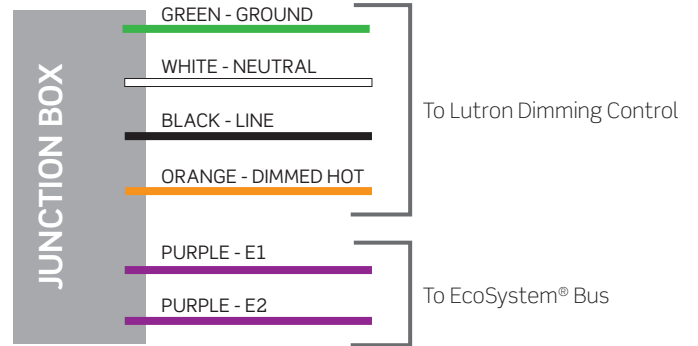 JUNCTION BOX
GREEN - GROUND
WHITE - NEUTRAL
BLACK - LINE
ORANGE - DIMMED HOT
To Lutron Dimming Control
PURPLE - E1
PURPLE - E2
To EcoSystem® Bus